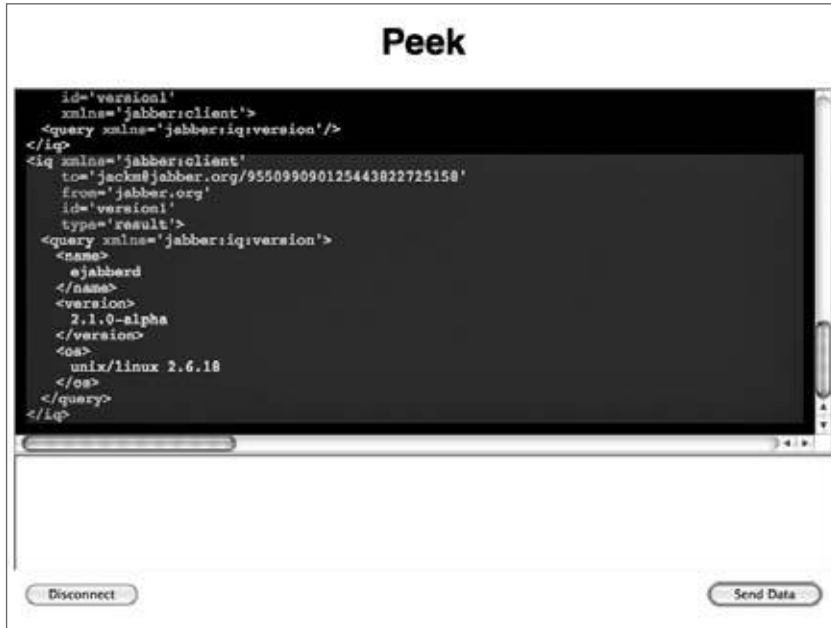 Peek
id='version1'
xmlns='jabber:client'>
<query xmlns='jabber:iq:version'/>
</iq>
<iq xmlns='jabber:client'
to='jackm@jabber.org/955099090125443822725158'
from='jabber.org'
id='version1'
type='result'>
<query xmlns='jabber:iq:version'>
<name>
ejabberd
</name>
<version>
2.1.0-alpha
</version>
<os>
unix/linux 2.6.18
</os>
</query>
</iq>
Disconnect
Send Data